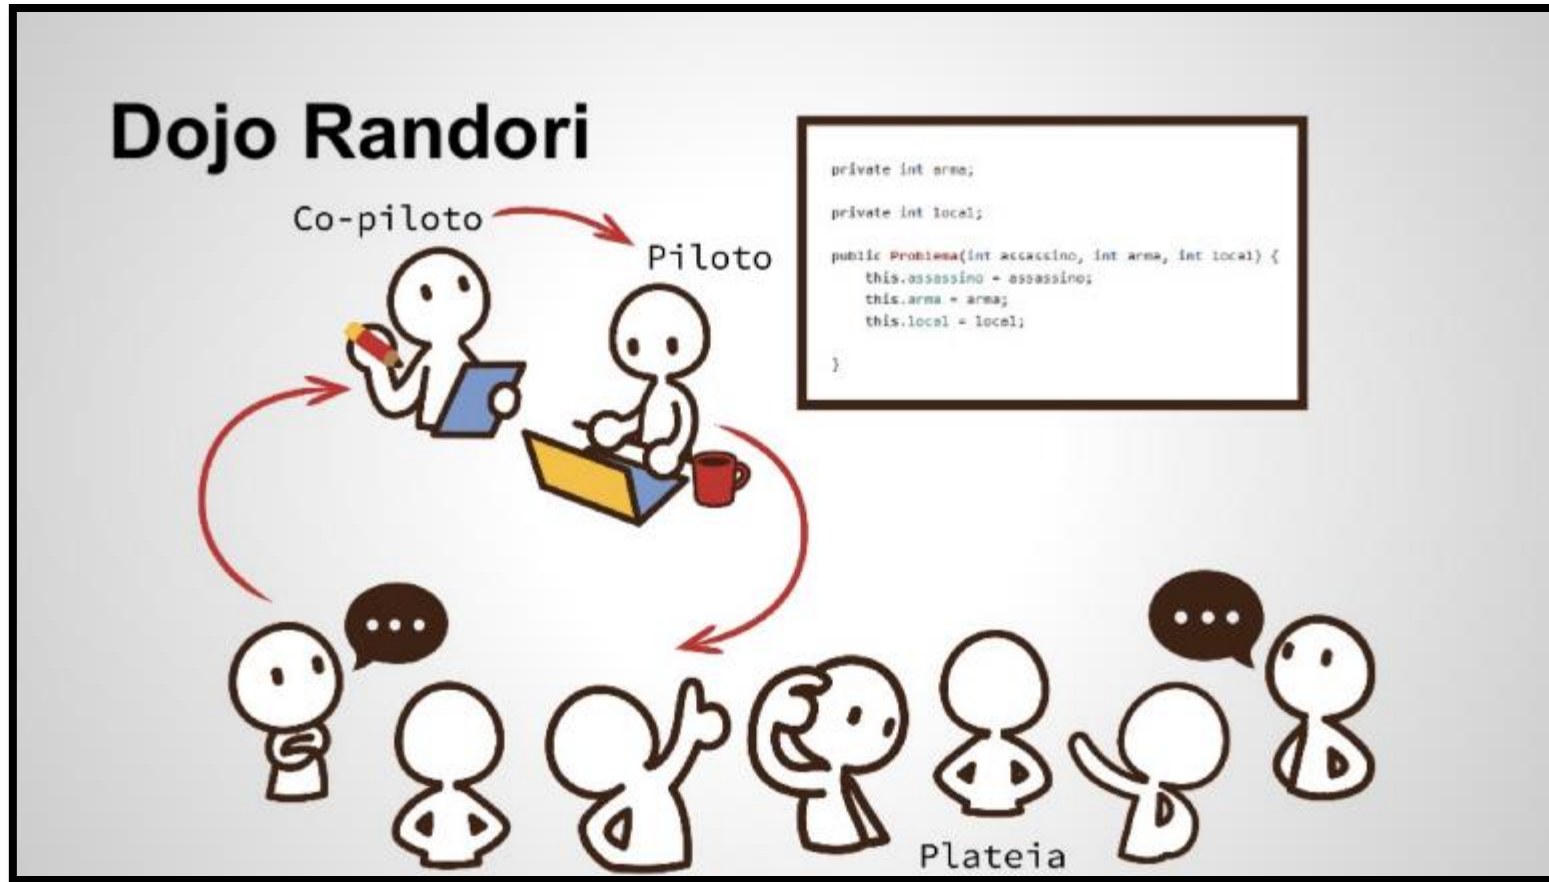 Dojo Randori
Co-piloto
Piloto
private int arma;
private int local;
public Problema(int assassino, int arma, int local) {
this.assassino = assassino;
this.arma = arma;
this.local = local;
}
Plateia